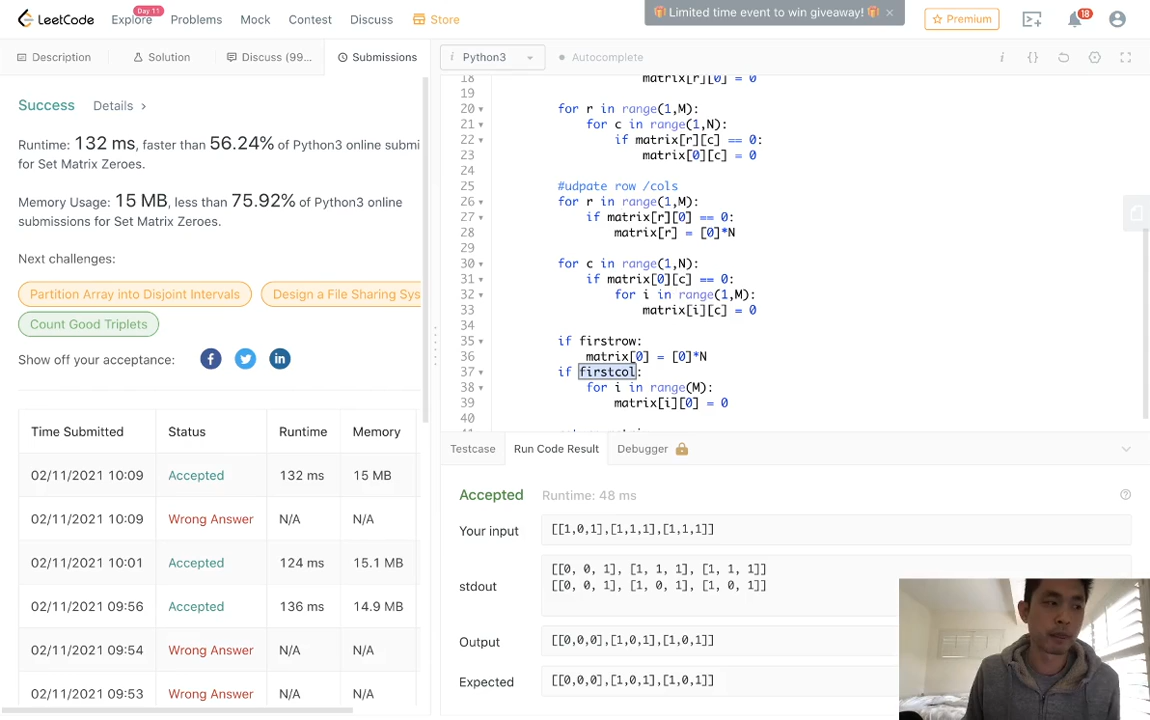 LeetCode
Day 11
Explore
Problems
Mock
Contest
Discuss
Store
Limited time event to win giveaway!
×
Premium
18
Description
Solution
Discuss (99...
Submissions
i Python3
Autocomplete
i
{}
Success
Details >
Runtime: 132 ms, faster than 56.24% of Python3 online submi
for Set Matrix Zeroes.
Memory Usage: 15 MB, less than 75.92% of Python3 online
submissions for Set Matrix Zeroes.
Next challenges:
Partition Array into Disjoint Intervals
Design a File Sharing Sys
Count Good Triplets
Show off your acceptance:
Time Submitted Status Runtime Memory
02/11/2021 10:09 Accepted 132 ms 15 MB
02/11/2021 10:09 Wrong Answer N/A N/A
02/11/2021 10:01 Accepted 124 ms 15.1 MB
02/11/2021 09:56 Accepted 136 ms 14.9 MB
02/11/2021 09:54 Wrong Answer N/A N/A
02/11/2021 09:53 Wrong Answer N/A N/A
18 matrix[r][0] = 0
19
20 for r in range(1,M):
21 for c in range(1,N):
22 if matrix[r][c] == 0:
23 matrix[0][c] = 0
24
25 #udpate row /cols
26 for r in range(1,M):
27 if matrix[r][0] == 0:
28 matrix[r] = [0]*N
29
30 for c in range(1,N):
31 if matrix[0][c] == 0:
32 for i in range(1,M):
33 matrix[i][c] = 0
34
35 if firstrow:
36 matrix[0] = [0]*N
37 if firstcol:
38 for i in range(M):
39 matrix[i][0] = 0
40
Testcase
Run Code Result
Debugger
Accepted
Runtime: 48 ms
Your input
[[1,0,1],[1,1,1],[1,1,1]]
stdout
[[0, 0, 1], [1, 1, 1], [1, 1, 1]]
[[0, 0, 1], [1, 0, 1], [1, 0, 1]]
Output
[[0,0,0],[1,0,1],[1,0,1]]
Expected
[[0,0,0],[1,0,1],[1,0,1]]